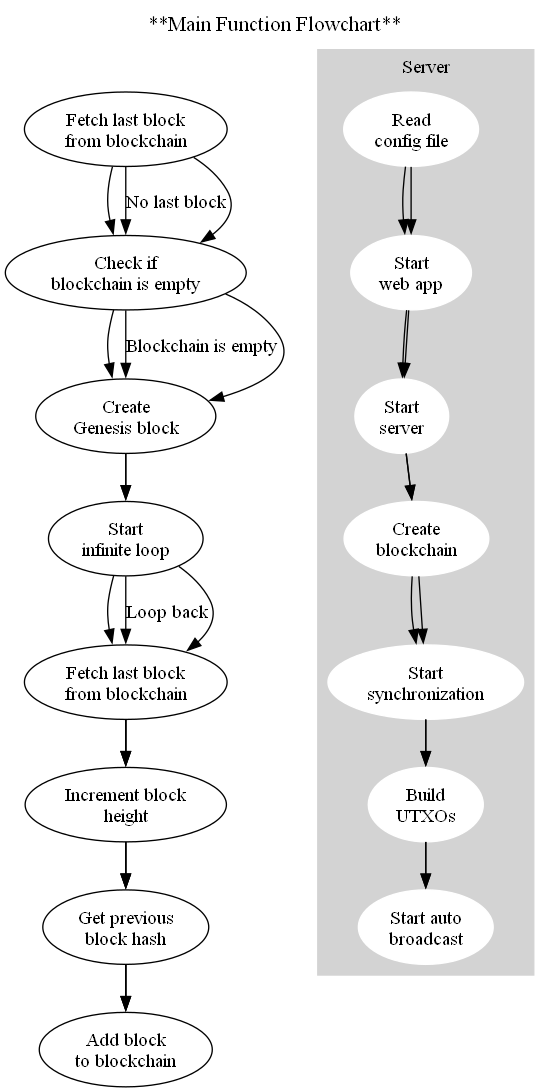 **Main Function Flowchart**
Fetch last block
from blockchain
No last block
Check if
blockchain is empty
Blockchain is empty
Create
Genesis block
Start
infinite loop
Loop back
Fetch last block
from blockchain
Increment block
height
Get previous
block hash
Add block
to blockchain
Server
Read
config file
Start
web app
Start
server
Create
blockchain
Start
synchronization
Build
UTXOs
Start auto
broadcast